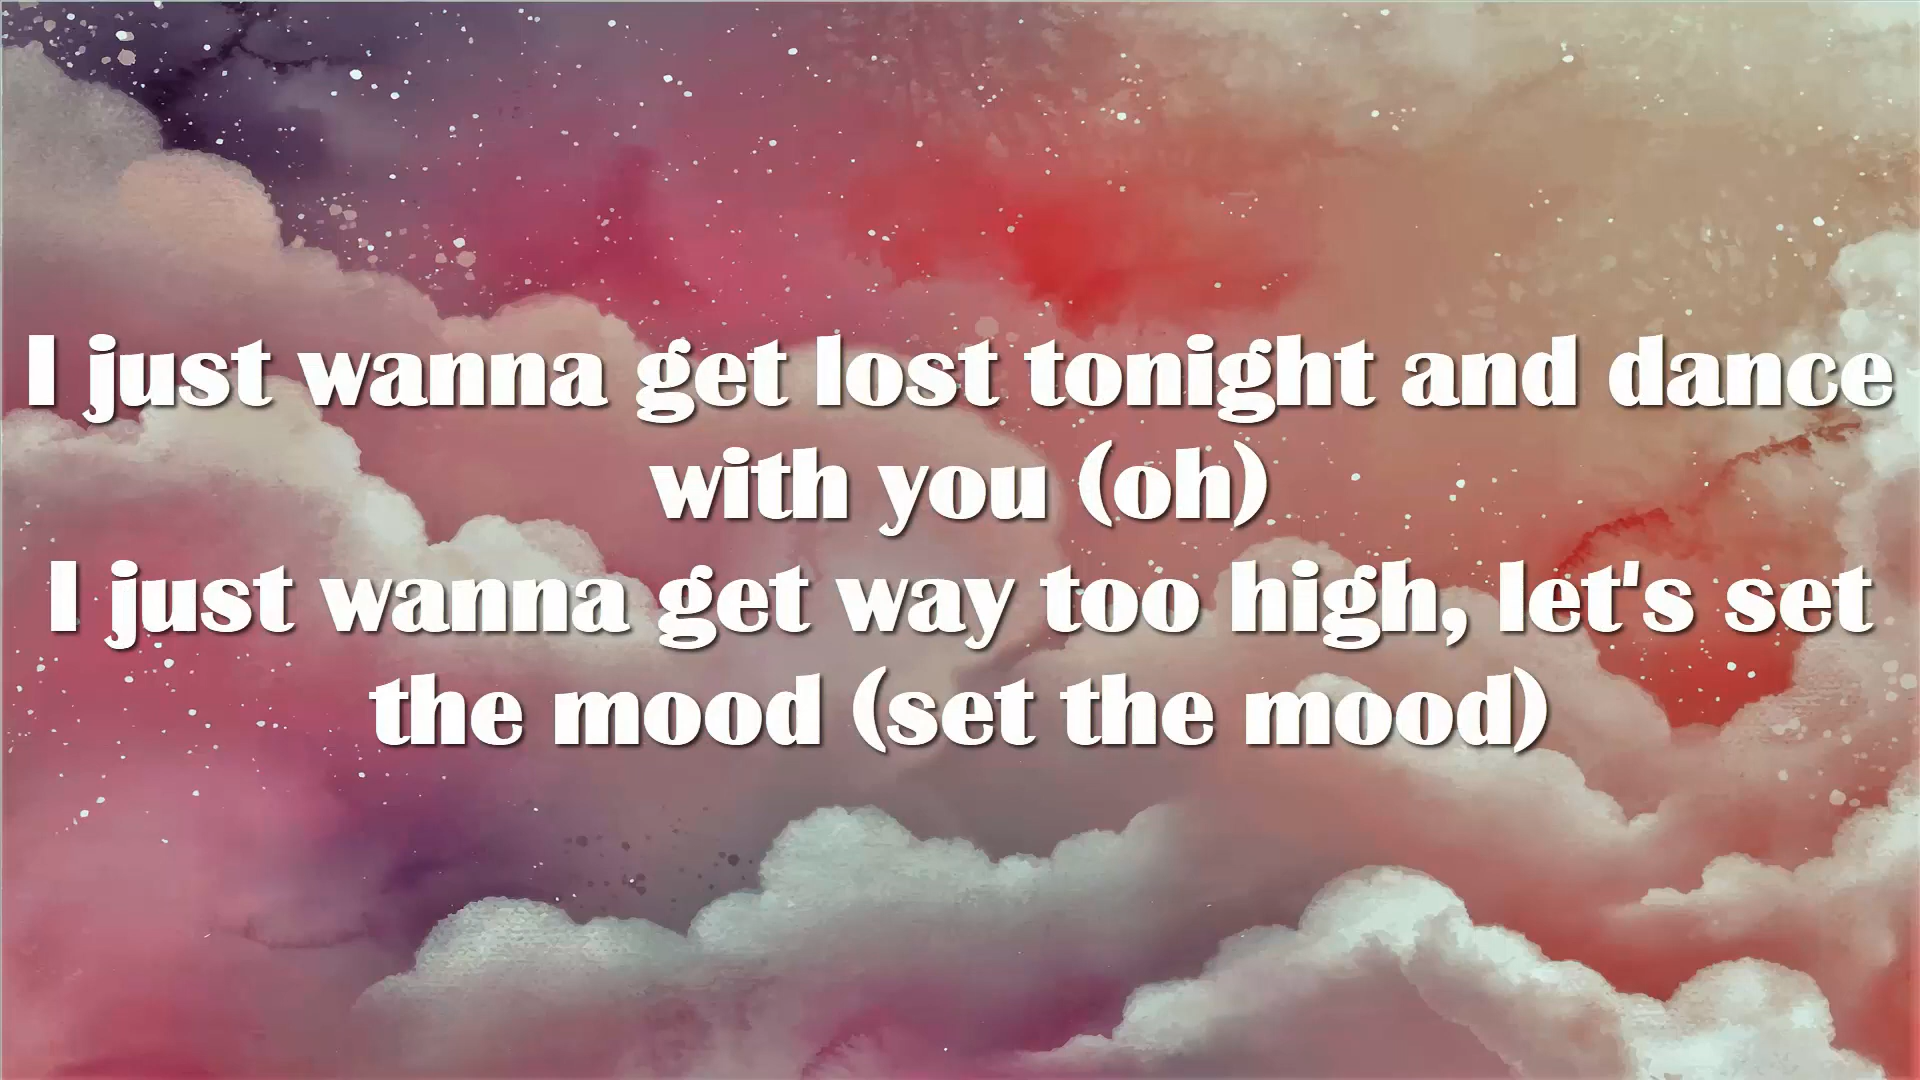 I just wanna get lost tonight and dance
with you (oh)
I just wanna get way too high, let's set
the mood (set the mood)